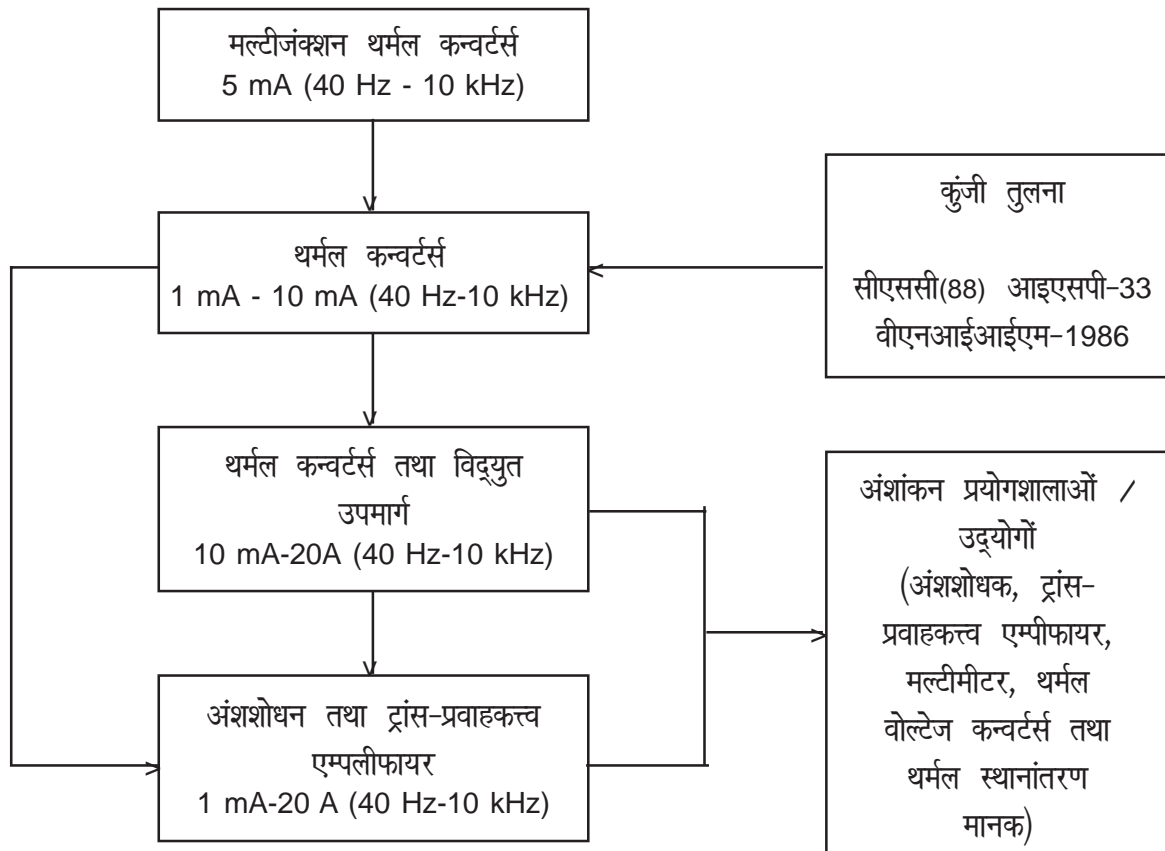 मल्टीजंक्शन थर्मल कन्वर्टर्स
5 mA (40 Hz - 10 kHz)
थर्मल कन्वर्टर्स
1 mA - 10 mA (40 Hz-10 kHz)
कुंजी तुलना
सीएससी(88) आइएसपी-33
वीएनआईआईएम-1986
थर्मल कन्वर्टर्स तथा विद्‌युत
उपमार्ग
10 mA-20A (40 Hz-10 kHz)
अंशशोधन तथा ट्रांस-प्रवाहकत्त्व
एम्पलीफायर
1 mA-20 A (40 Hz-10 kHz)
अंशांकन प्रयोगशालाओं /
उद्‌योगों
(अंशशोधक, ट्रांस-
प्रवाहकत्त्व एम्पीफायर,
मल्टीमीटर, थर्मल
वोल्टेज कन्वर्टर्स तथा
थर्मल स्थानांतरण
मानक)